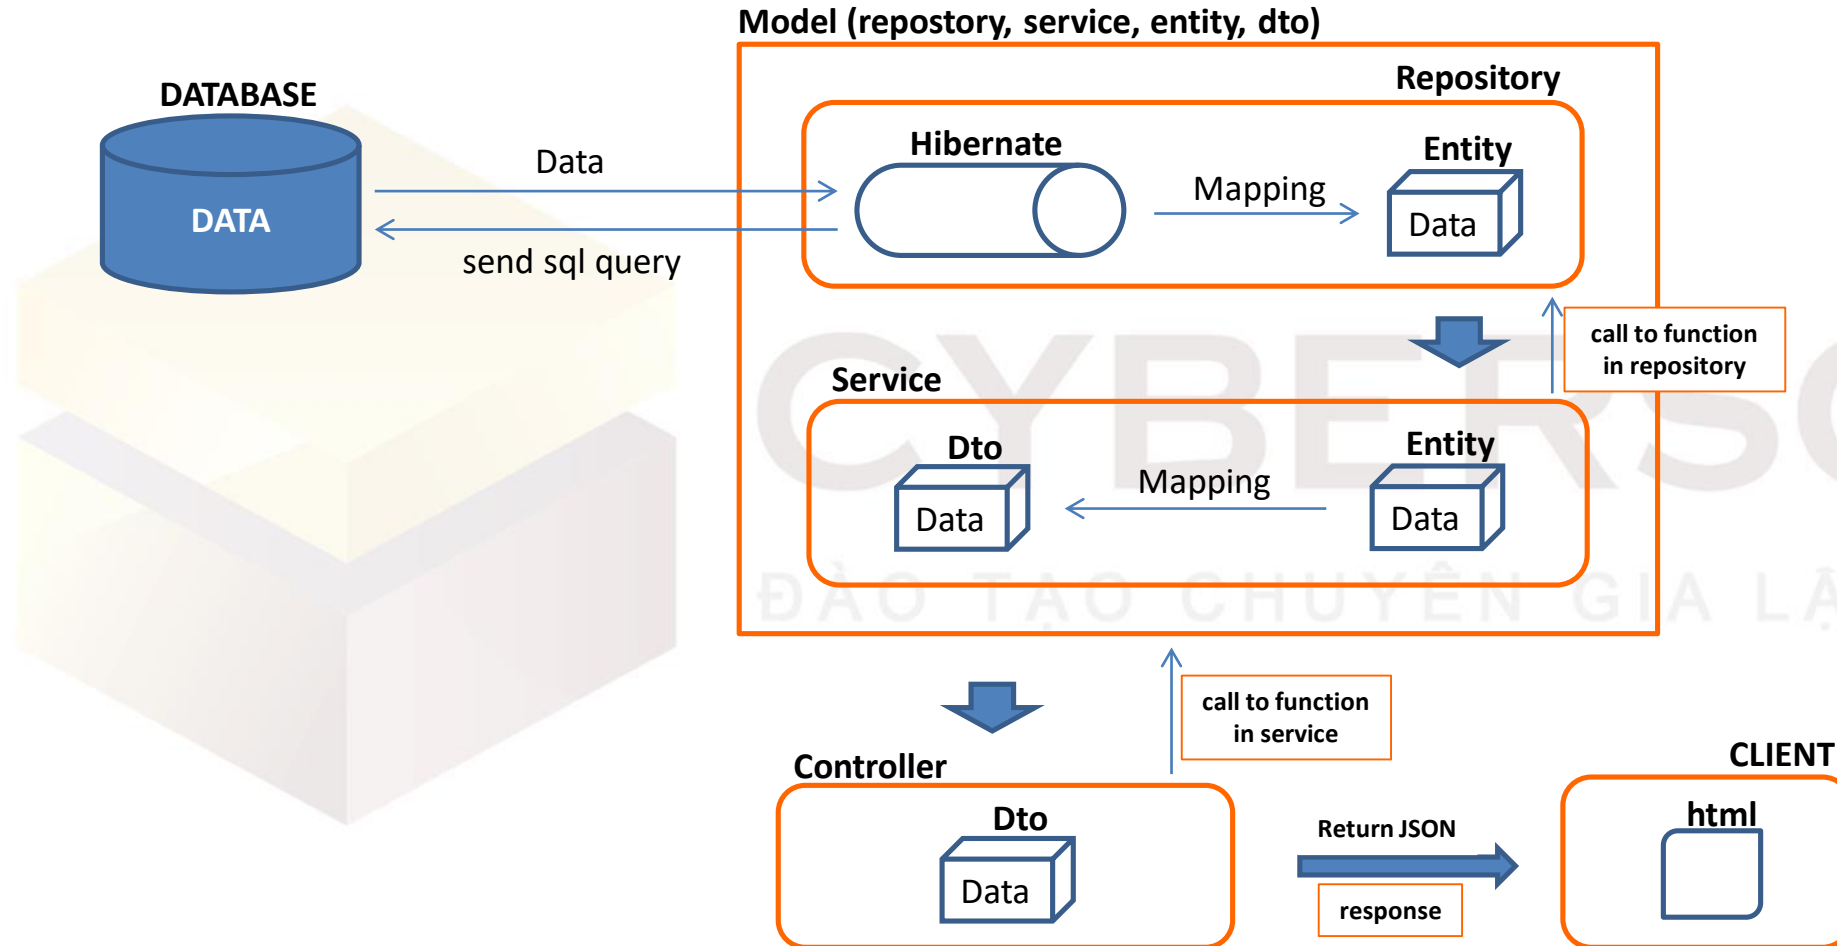 Model (repostory, service, entity, dto)
Repository
DATABASE
Hibernate
Entity
Data
Mapping
DATA
Data
send sql query
call to function
in repository
CYBERSO
Service
Dto
Entity
Mapping
Data
Data
ĐÀO TẠO CHUYÊN GIA LẬ
call to function
in service
Controller
CLIENT
Dto
html
Return JSON
Data
response